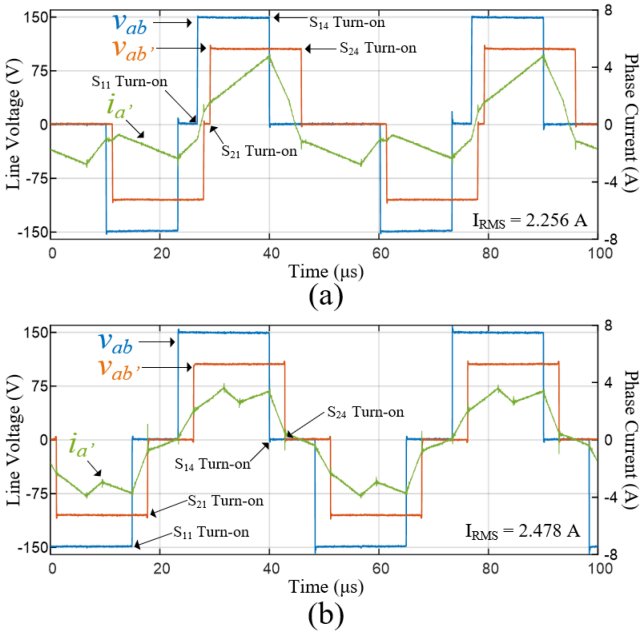 150
75
0
-75
-150
Line Voltage (V)
v_ab
v_ab'
i_a'
S11 Turn-on
S14 Turn-on
S24 Turn-on
S21 Turn-on
I_RMS = 2.256 A
8
4
0
-4
-8
Phase Current (A)
0 20 40 60 80 100
Time (μs)
(a)
150
75
0
-75
-150
Line Voltage (V)
v_ab
v_ab'
i_a'
S24 Turn-on
S14 Turn-on
S21 Turn-on
S11 Turn-on
I_RMS = 2.478 A
8
4
0
-4
-8
Phase Current (A)
0 20 40 60 80 100
Time (μs)
(b)